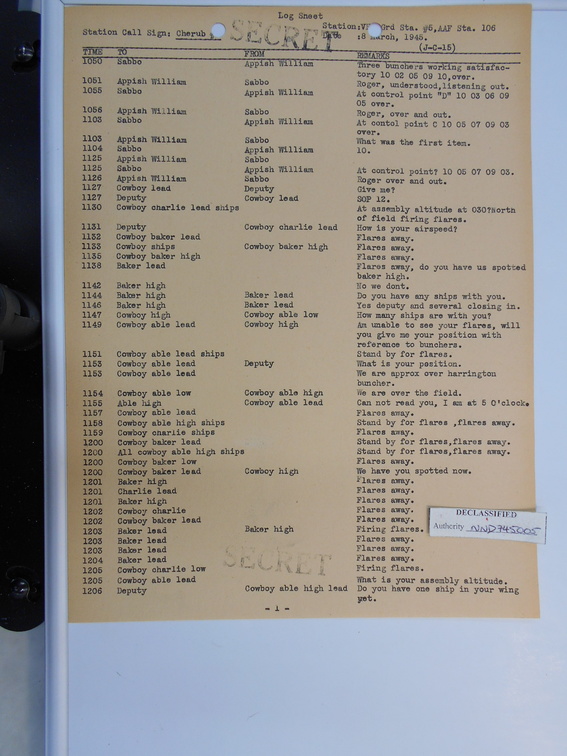 Log Sheet
Station Call Sign: Cherub
Station: Grd Sta. #5,AAF Sta. 106
SECRET
:8 March, 1945.
(J-C-15)
TIME TO FROM REMARKS
1050 Sabbo Appish William Three bunchers working satisfac-
tory 10 02 05 09 10,over.
1051 Appish William Sabbo Roger, understood,listening out.
1055 Sabbo Appish William At control point "D" 10 03 06 09
05 over.
1056 Appish William Sabbo Roger, over and out.
1103 Sabbo Appish William At contol point C 10 05 07 09 03
over.
1103 Appish William Sabbo What was the first item.
1104 Sabbo Appish William 10.
1125 Appish William Sabbo
1125 Sabbo Appish William At control? 10 05 07 09 03.
1126 Appish William Sabbo Roger over and out.
1127 Cowboy lead Deputy Give me?
1127 Deputy Cowboy lead SOP 12.
1130 Cowboy charlie lead ships At assembly altitude at 030?North
of field firing flares.
1131 Deputy Cowboy charlie lead How is your airspeed?
1132 Cowboy baker lead Flares away.
1133 Cowboy ships Cowboy baker high Flares away.
1135 Cowboy baker high Flares away.
1138 Baker lead Flares away, do you have us spotted
baker high.
1142 Baker high No we dont.
1144 Baker high Baker lead Do you have any ships with you.
1146 Baker high Baker lead Yes deputy and several closing in.
1147 Cowboy high Cowboy able low How many ships are with you?
1149 Cowboy able lead Cowboy high Am unable to see your flares, will
you give me your position with
reference to bunchers.
1151 Cowboy able lead ships Stand by for flares.
1153 Cowboy able lead Deputy What is your position.
1153 Cowboy able lead We are approx over harrington
buncher.
1154 Cowboy able low Cowboy able high We are over the field.
1155 Able high Cowboy able lead Can not read you, I am at 5 O'clock.
1157 Cowboy able lead Flares away.
1158 Cowboy able high ships Stand by for flares ,flares away.
1159 Cowboy charlie ships Flares away.
1200 Cowboy baker lead Stand by for flares,flares away.
1200 All cowboy able high ships Stand by for flares,flares away.
1200 Cowboy baker low Flares away.
1200 Cowboy baker lead Cowboy high We have you spotted now.
1201 Baker high Flares away.
1201 Charlie lead Flares away.
1201 Baker high Flares away.
1202 Cowboy charlie Flares away.
1202 Cowboy baker lead Flares away.
1203 Baker lead Baker high Firing flares.
1203 Baker lead Flares away.
1203 Baker lead Flares away.
1204 Baker lead Flares away.
1205 Cowboy charlie low Firing flares.
1205 Cowboy able lead What is your assembly altitude.
1206 Deputy Cowboy able high lead Do you have one ship in your wing
yet.
DECLASSIFIED
Authority NND745005
SECRET
- 1 -